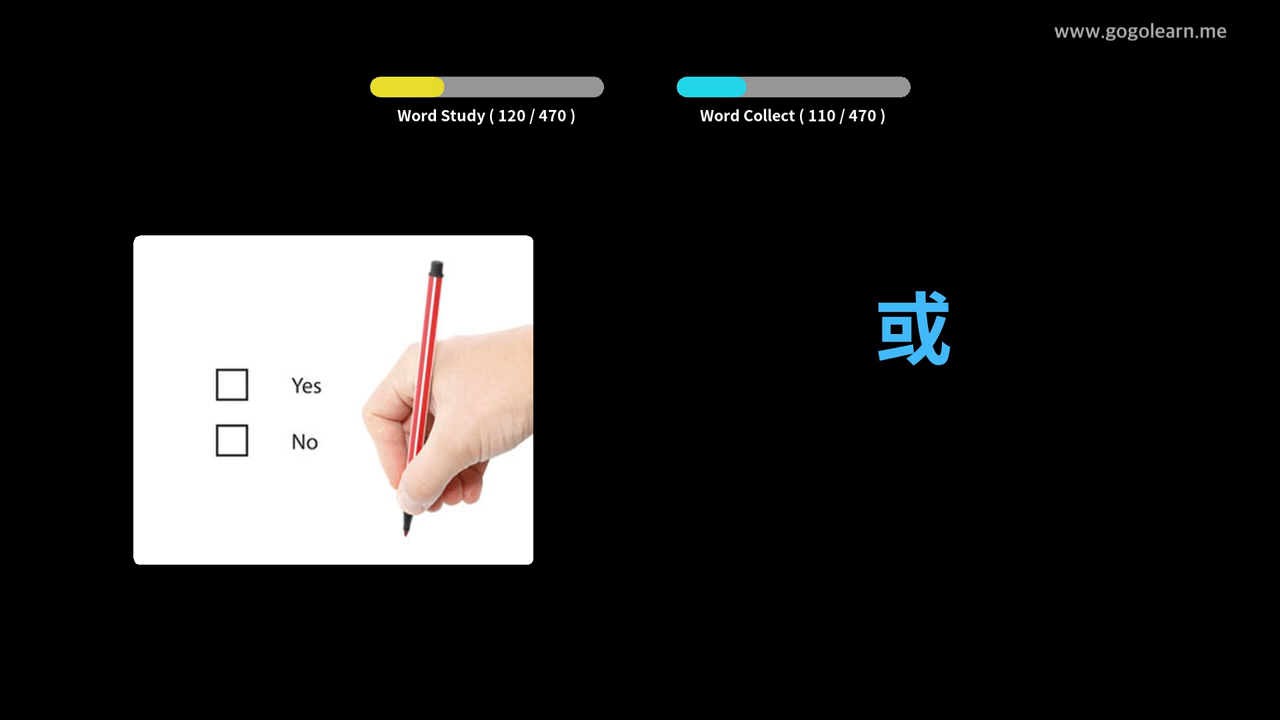 www.gogolearn.me
Word Study ( 120 / 470 )
Word Collect ( 110 / 470 )
Yes
No
或